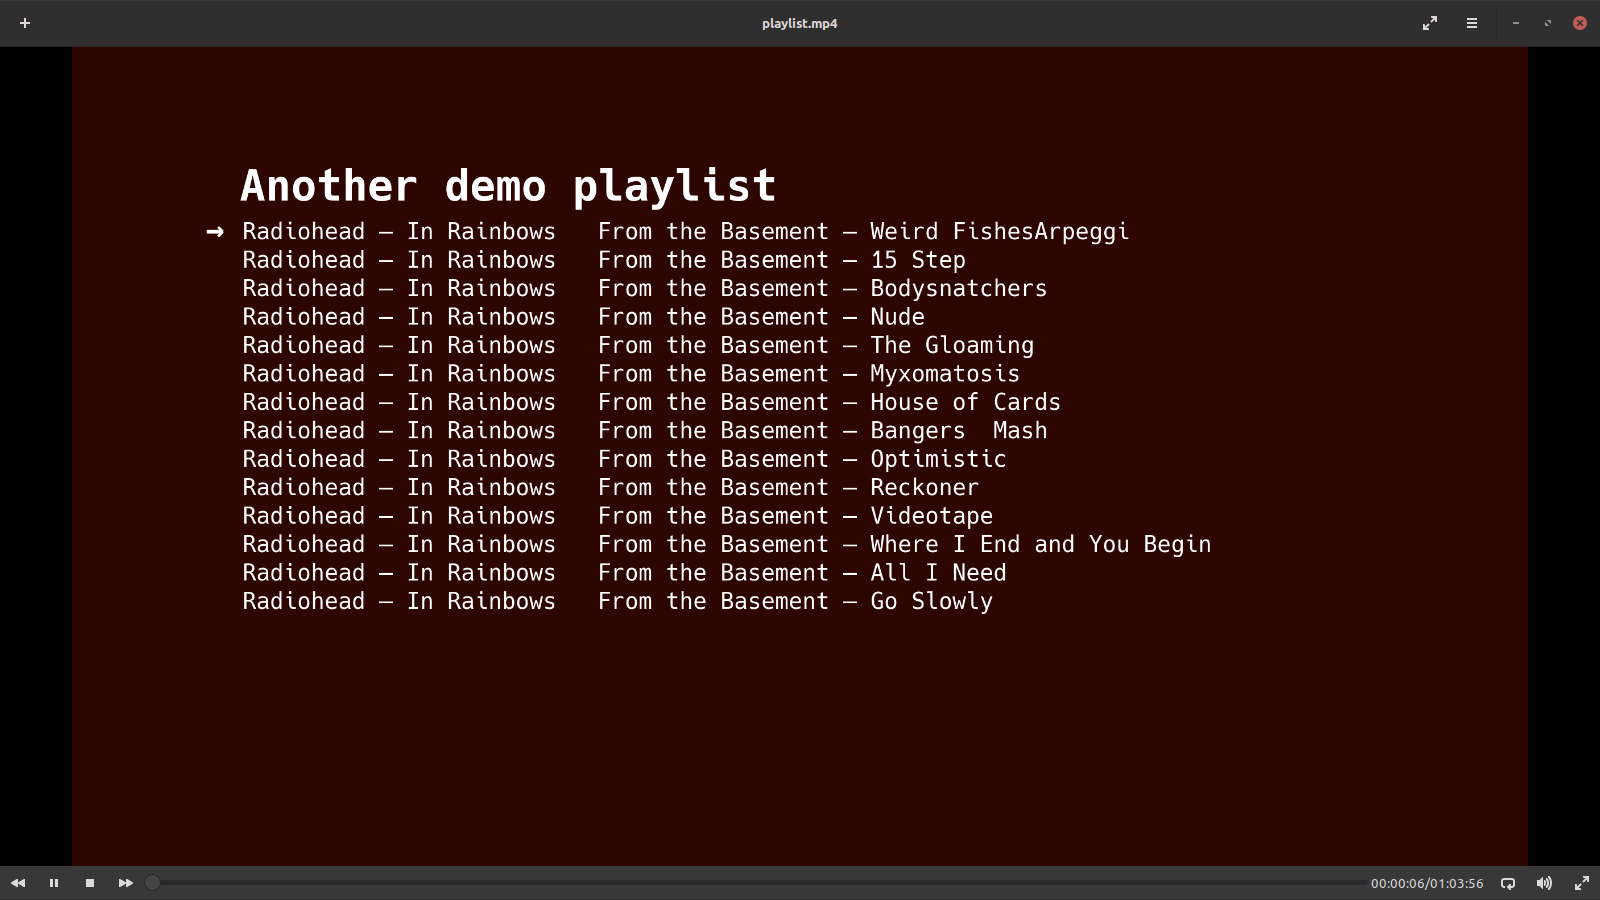 playlist.mp4
Another demo playlist
→ Radiohead – In Rainbows   From the Basement – Weird FishesArpeggi
Radiohead – In Rainbows   From the Basement – 15 Step
Radiohead – In Rainbows   From the Basement – Bodysnatchers
Radiohead – In Rainbows   From the Basement – Nude
Radiohead – In Rainbows   From the Basement – The Gloaming
Radiohead – In Rainbows   From the Basement – Myxomatosis
Radiohead – In Rainbows   From the Basement – House of Cards
Radiohead – In Rainbows   From the Basement – Bangers  Mash
Radiohead – In Rainbows   From the Basement – Optimistic
Radiohead – In Rainbows   From the Basement – Reckoner
Radiohead – In Rainbows   From the Basement – Videotape
Radiohead – In Rainbows   From the Basement – Where I End and You Begin
Radiohead – In Rainbows   From the Basement – All I Need
Radiohead – In Rainbows   From the Basement – Go Slowly
00:00:06/01:03:56